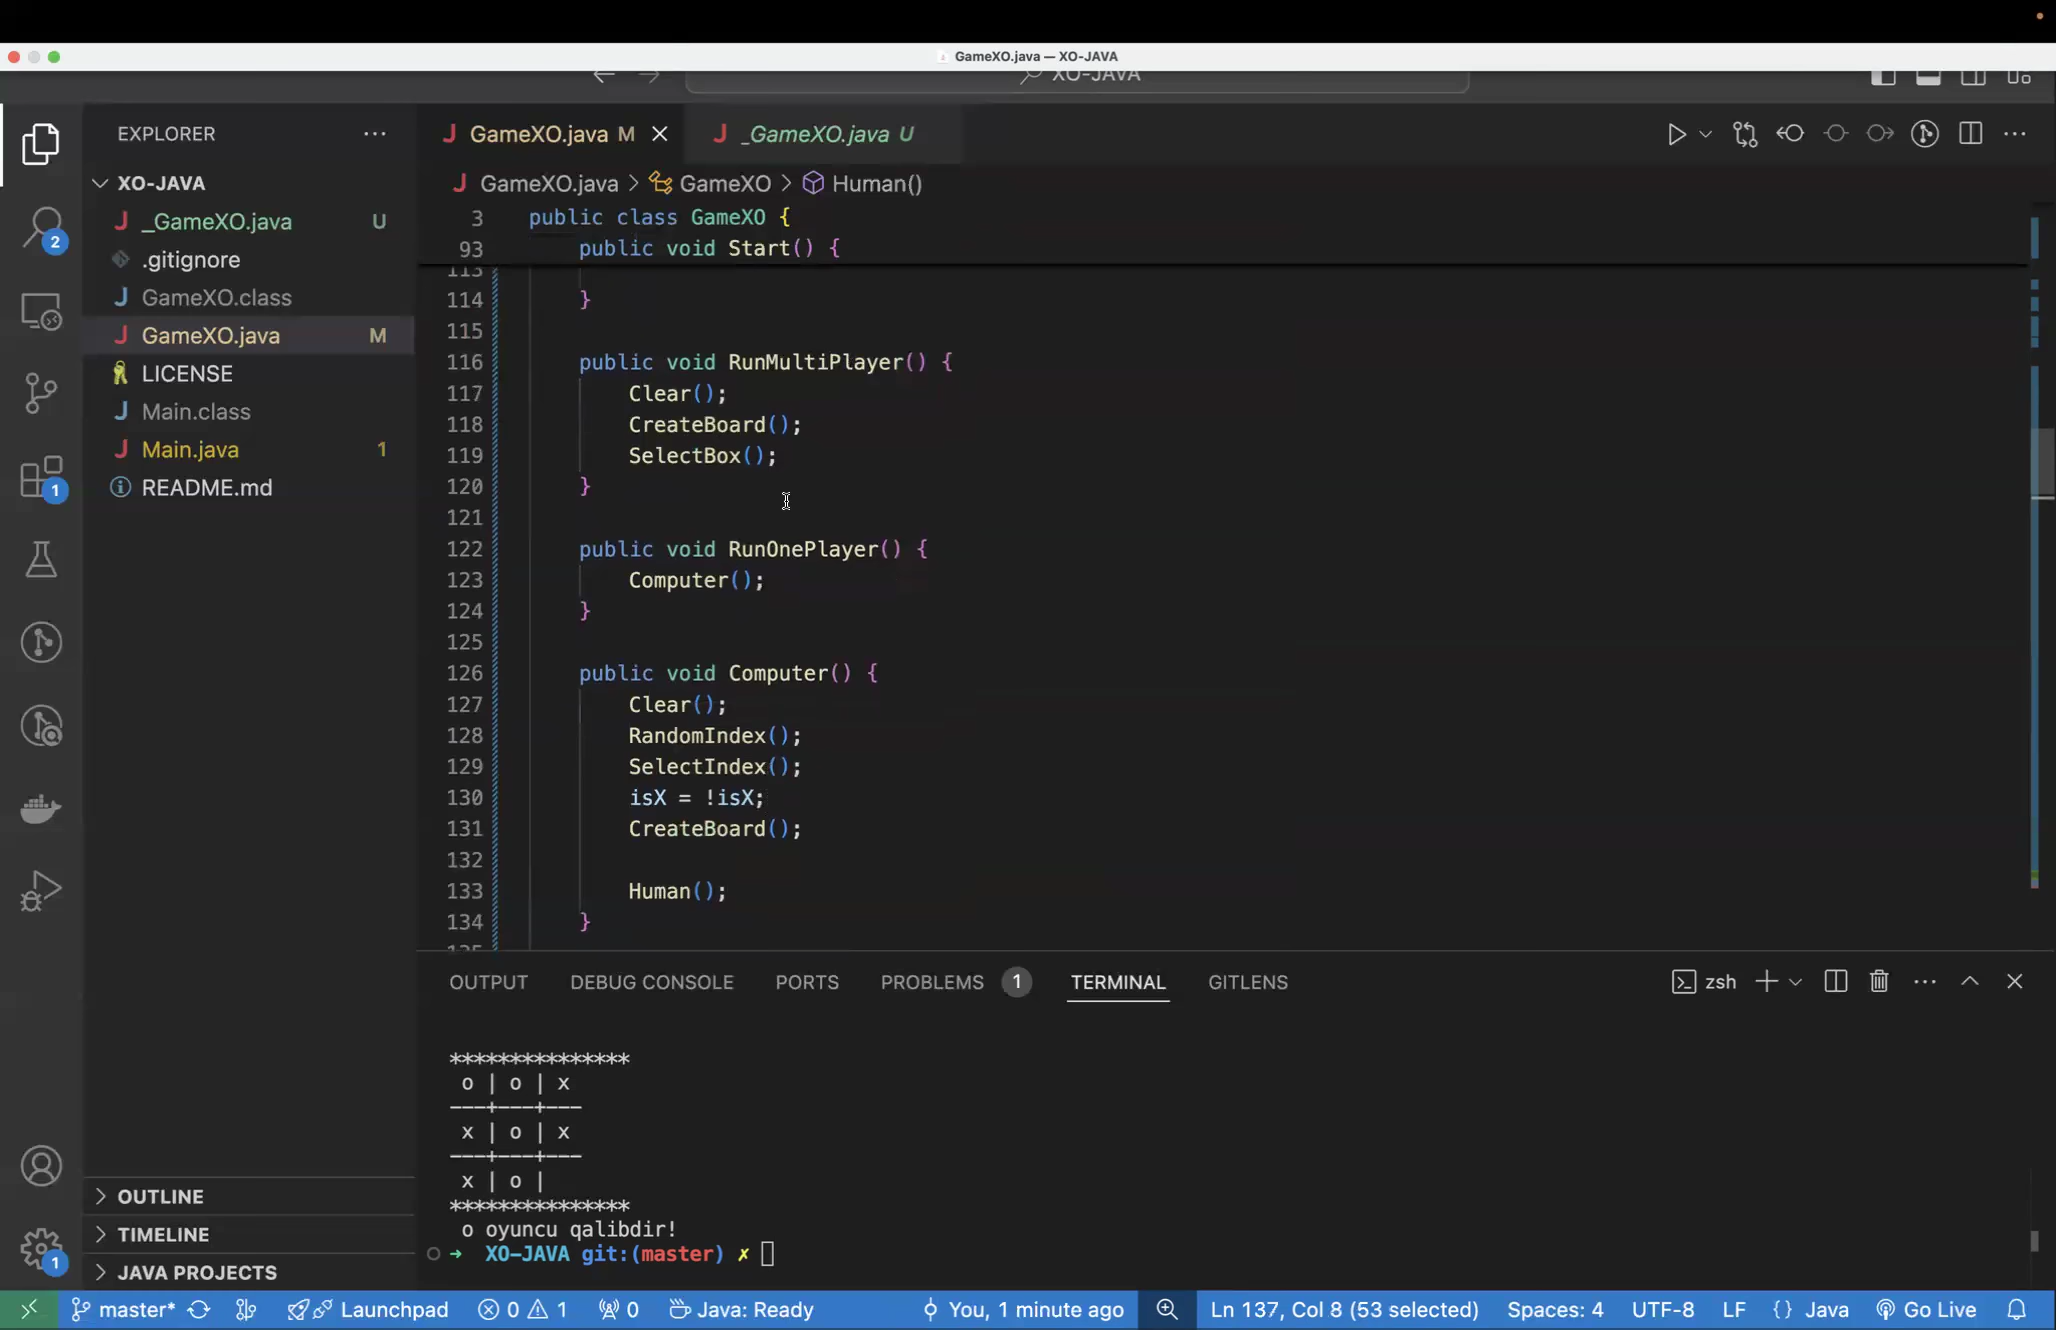 GameXO.java — XO-JAVA
XO-JAVA
EXPLORER
XO-JAVA
_GameXO.java U
.gitignore
GameXO.class
GameXO.java M
LICENSE
Main.class
Main.java 1
README.md
OUTLINE
TIMELINE
JAVA PROJECTS
2
1
1
GameXO.java M
_GameXO.java U
GameXO.java > GameXO > Human()
3 public class GameXO {
93 public void Start() {
113
114 }
115
116 public void RunMultiPlayer() {
117 Clear();
118 CreateBoard();
119 SelectBox();
120 }
121
122 public void RunOnePlayer() {
123 Computer();
124 }
125
126 public void Computer() {
127 Clear();
128 RandomIndex();
129 SelectIndex();
130 isX = !isX;
131 CreateBoard();
132
133 Human();
134 }
135
OUTPUT DEBUG CONSOLE PORTS PROBLEMS 1 TERMINAL GITLENS
zsh
***************
o | o | x
---+---+---
x | o | x
---+---+---
x | o |
***************
o oyuncu qalibdir!
➜ XO-JAVA git:(master) ✗
master* Launchpad 0 1 0 Java: Ready You, 1 minute ago Ln 137, Col 8 (53 selected) Spaces: 4 UTF-8 LF {} Java Go Live